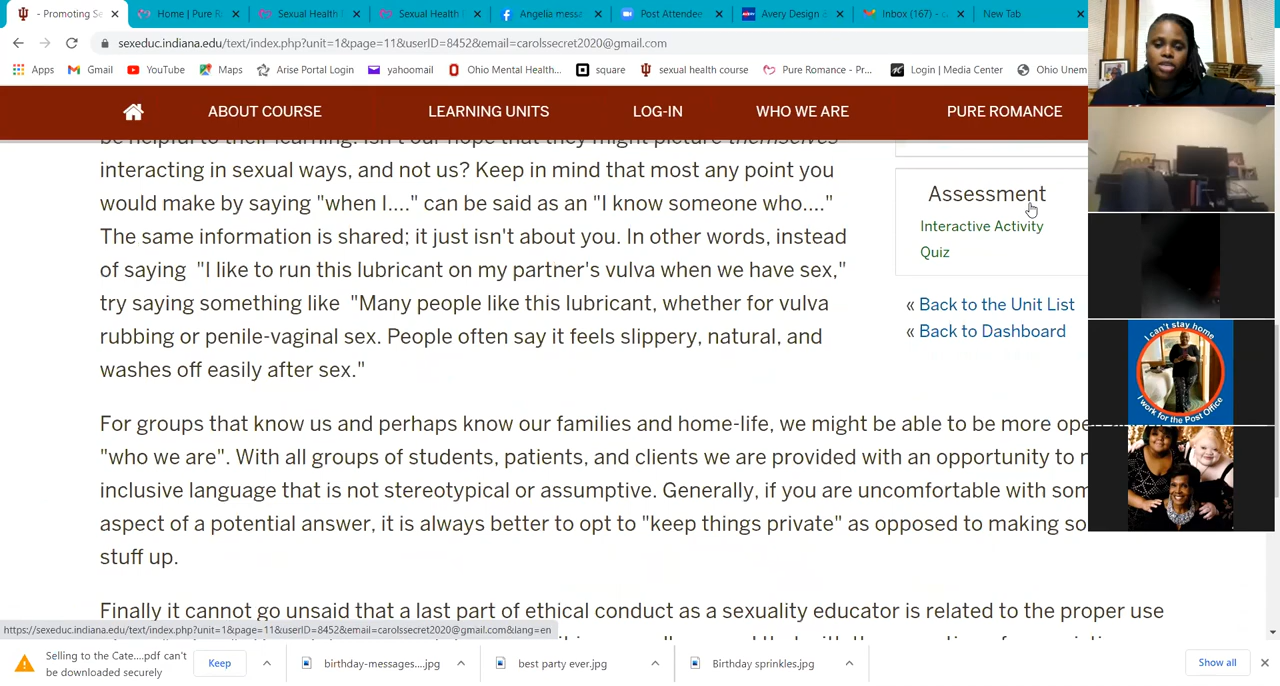 - Promoting Se
Home | Pure R
Sexual Health
Sexual Health
Angelia messa
Post Attendee
Avery Design
Inbox (167) -
New Tab
sexeduc.indiana.edu/text/index.php?unit=1&page=11&userID=8452&email=carolssecret2020@gmail.com
Apps
Gmail
YouTube
Maps
Arise Portal Login
yahoomail
Ohio Mental Health...
square
sexual health course
Pure Romance - Pr...
Login | Media Center
Ohio Unem
ABOUT COURSE
LEARNING UNITS
LOG-IN
WHO WE ARE
PURE ROMANCE
be helpful to their learning. Isn't our hope that they might picture themselves
interacting in sexual ways, and not us? Keep in mind that most any point you
would make by saying "when I...." can be said as an "I know someone who...."
The same information is shared; it just isn't about you. In other words, instead
of saying "I like to run this lubricant on my partner's vulva when we have sex,"
try saying something like "Many people like this lubricant, whether for vulva
rubbing or penile-vaginal sex. People often say it feels slippery, natural, and
washes off easily after sex."
Assessment
Interactive Activity
Quiz
« Back to the Unit List
« Back to Dashboard
For groups that know us and perhaps know our families and home-life, we might be able to be more open
"who we are". With all groups of students, patients, and clients we are provided with an opportunity to
inclusive language that is not stereotypical or assumptive. Generally, if you are uncomfortable with som
aspect of a potential answer, it is always better to opt to "keep things private" as opposed to making so
stuff up.
Finally it cannot go unsaid that a last part of ethical conduct as a sexuality educator is related to the proper use
https://sexeduc.indiana.edu/text/index.php?unit=1&page=11&userID=8452&email=carolssecret2020@gmail.com&lang=en
I can't stay home
I work for the Post Office
Selling to the Cate....pdf can't
be downloaded securely
Keep
birthday-messages....jpg
best party ever.jpg
Birthday sprinkles.jpg
Show all